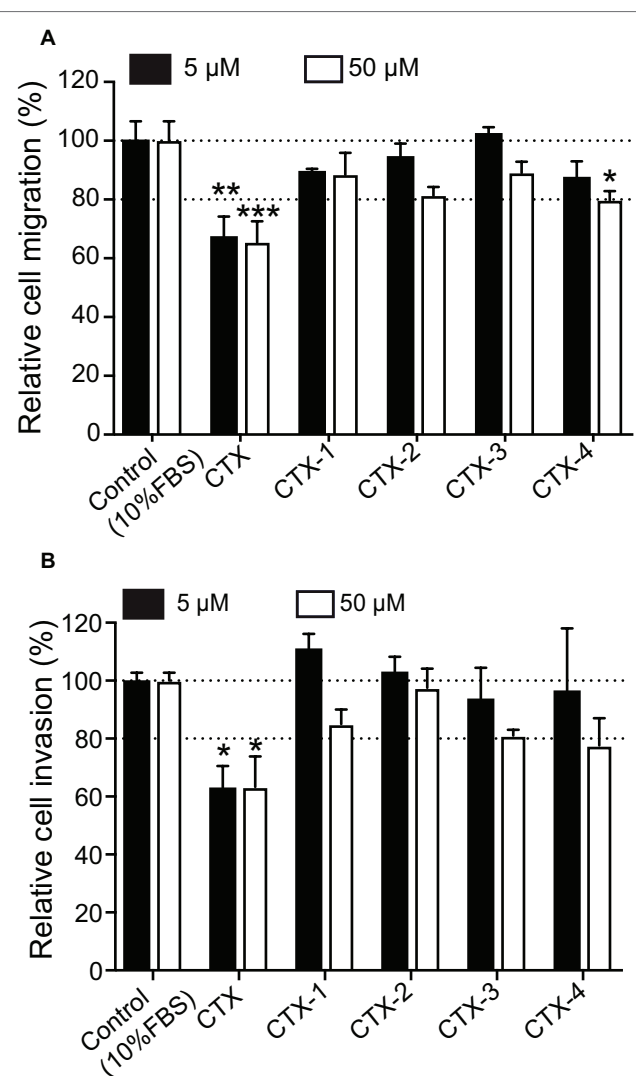 A
5 µM 50 µM
120
100
80
60
40
20
0
Relative cell migration (%)
**
***
*
Control
(10%FBS)
CTX
CTX-1
CTX-2
CTX-3
CTX-4
B
5 µM 50 µM
120
100
80
60
40
20
0
Relative cell invasion (%)
*
*
Control
(10%FBS)
CTX
CTX-1
CTX-2
CTX-3
CTX-4